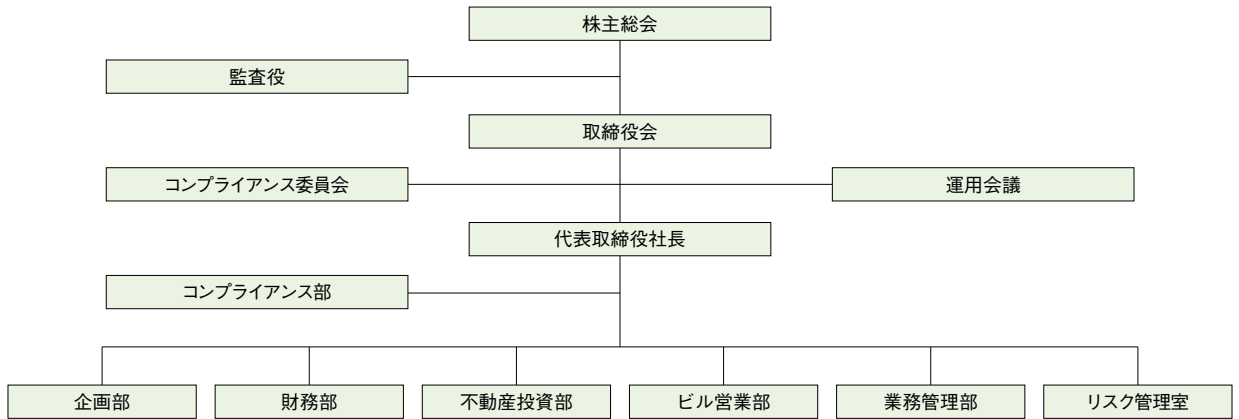 株主総会
監査役
取締役会
コンプライアンス委員会
運用会議
代表取締役社長
コンプライアンス部
企画部
財務部
不動産投資部
ビル営業部
業務管理部
リスク管理室